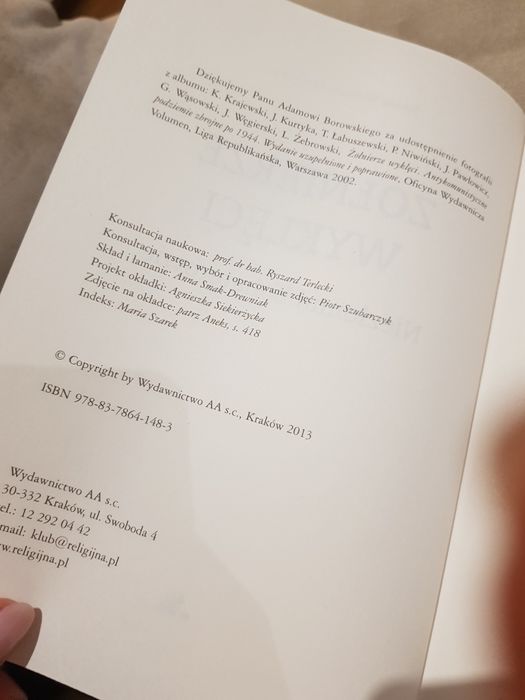 Dziękujemy Panu Adamowi Borowskiego za udostępnienie fotografii
z albumu: K. Krajewski, J. Kurtyka, T. Łabuszewski, P. Niwiński, J. Pawłowicz,
G. Wąsowski, J. Węgierski, L. Żebrowski, Żołnierze wyklęci. Antykomunistyczne
podziemie zbrojne po 1944. Wydanie uzupełnione i poprawione, Oficyna Wydawnicza
Volumen, Liga Republikańska, Warszawa 2002.
Konsultacja naukowa: prof. dr hab. Ryszard Terlecki
Konsultacja, wstęp, wybór i opracowanie zdjęć: Piotr Szubarczyk
Skład i łamanie: Anna Smak-Drewniak
Projekt okładki: Agnieszka Siekierzycka
Zdjęcie na okładce: patrz Aneks, s. 418
Indeks: Maria Szarek
© Copyright by Wydawnictwo AA s.c., Kraków 2013
ISBN 978-83-7864-148-3
Wydawnictwo AA s.c.
30-332 Kraków, ul. Swoboda 4
el.: 12 292 04 42
mail: klub@religijna.pl
w.religijna.pl